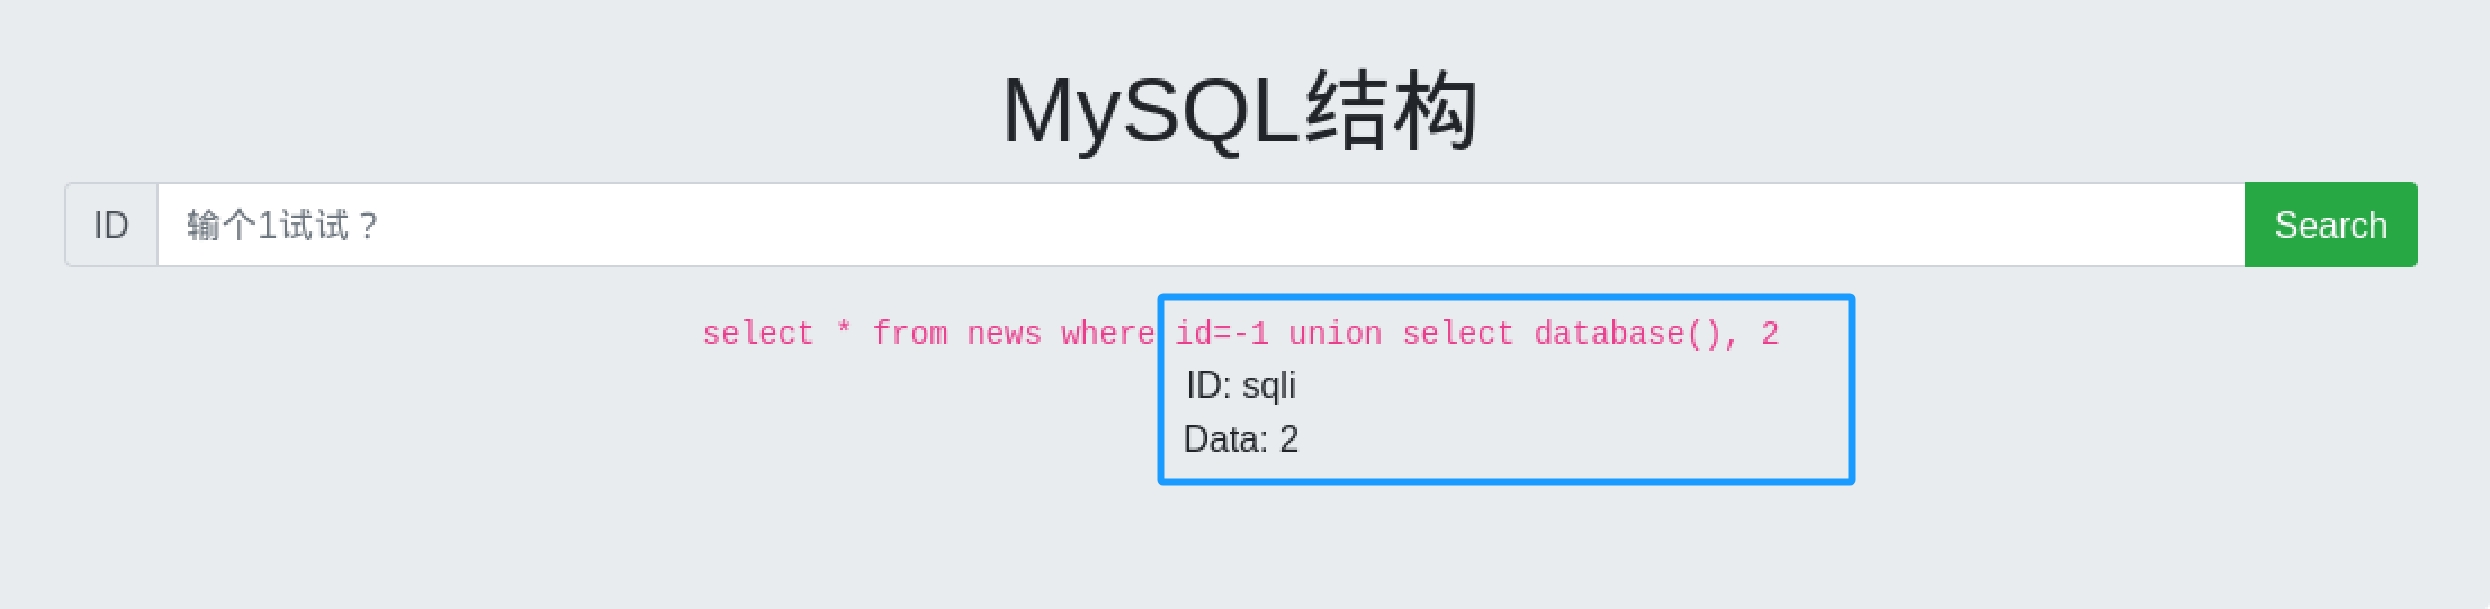 MySQL结构
ID 输个1试试？ Search
select * from news where id=-1 union select database(), 2
ID: sqli
Data: 2